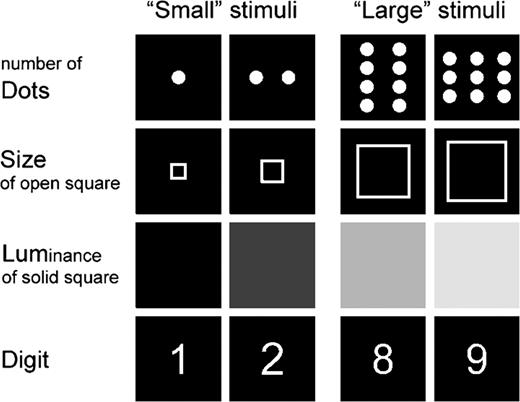 “Small” stimuli “Large” stimuli
number of
Dots
Size
of open square
Luminance
of solid square
Digit 1 2 8 9